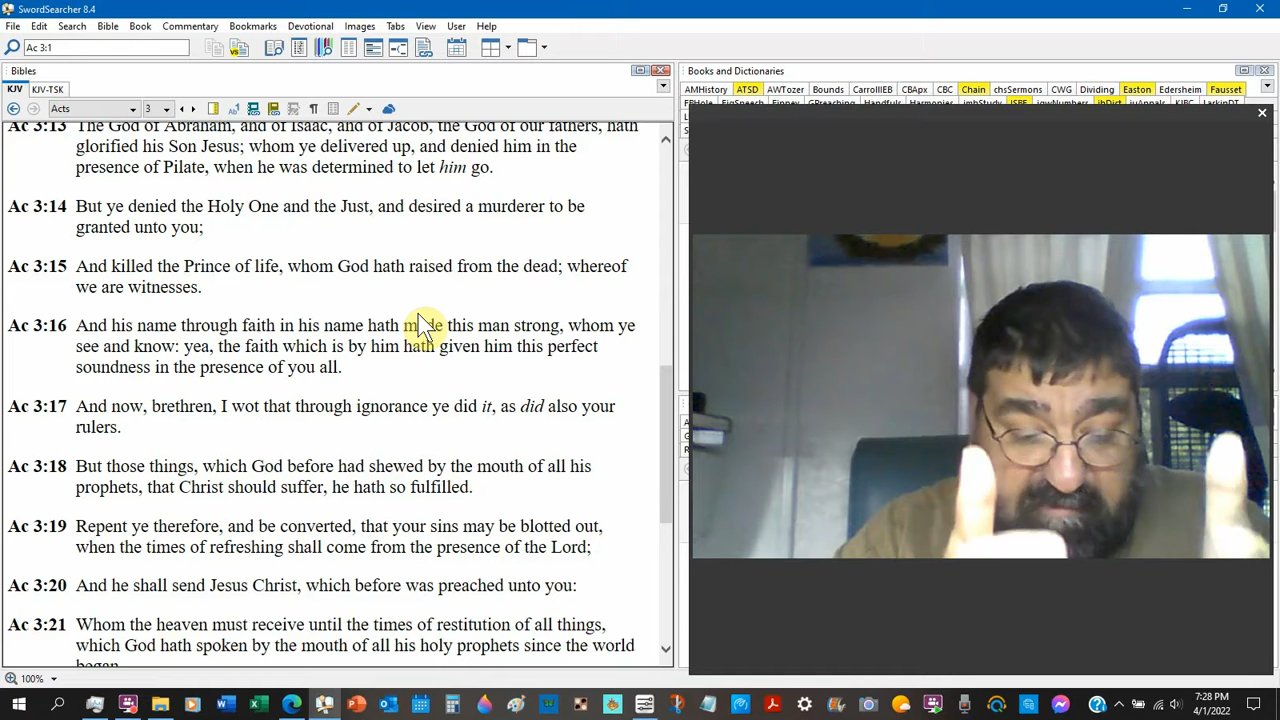 SwordSearcher 8.4
File Edit Search Bible Book Commentary Bookmarks Devotional Images Tabs View User Help
Ac 3:1
Bibles
KJV KJV-TSK
Acts 3
Ac 3:13 The God of Abraham, and of Isaac, and of Jacob, the God of our fathers, hath
glorified his Son Jesus; whom ye delivered up, and denied him in the
presence of Pilate, when he was determined to let him go.
Ac 3:14 But ye denied the Holy One and the Just, and desired a murderer to be
granted unto you;
Ac 3:15 And killed the Prince of life, whom God hath raised from the dead; whereof
we are witnesses.
Ac 3:16 And his name through faith in his name hath made this man strong, whom ye
see and know: yea, the faith which is by him hath given him this perfect
soundness in the presence of you all.
Ac 3:17 And now, brethren, I wot that through ignorance ye did it, as did also your
rulers.
Ac 3:18 But those things, which God before had shewed by the mouth of all his
prophets, that Christ should suffer, he hath so fulfilled.
Ac 3:19 Repent ye therefore, and be converted, that your sins may be blotted out,
when the times of refreshing shall come from the presence of the Lord;
Ac 3:20 And he shall send Jesus Christ, which before was preached unto you:
Ac 3:21 Whom the heaven must receive until the times of restitution of all things,
which God hath spoken by the mouth of all his holy prophets since the world
began.
100%
Books and Dictionaries
AMHistory ATSD AWTozer Bounds CarrollEB CBApx CBC Chain chsSermons CWG Dividing Easton Edersheim Fausset
7:28 PM
4/1/2022